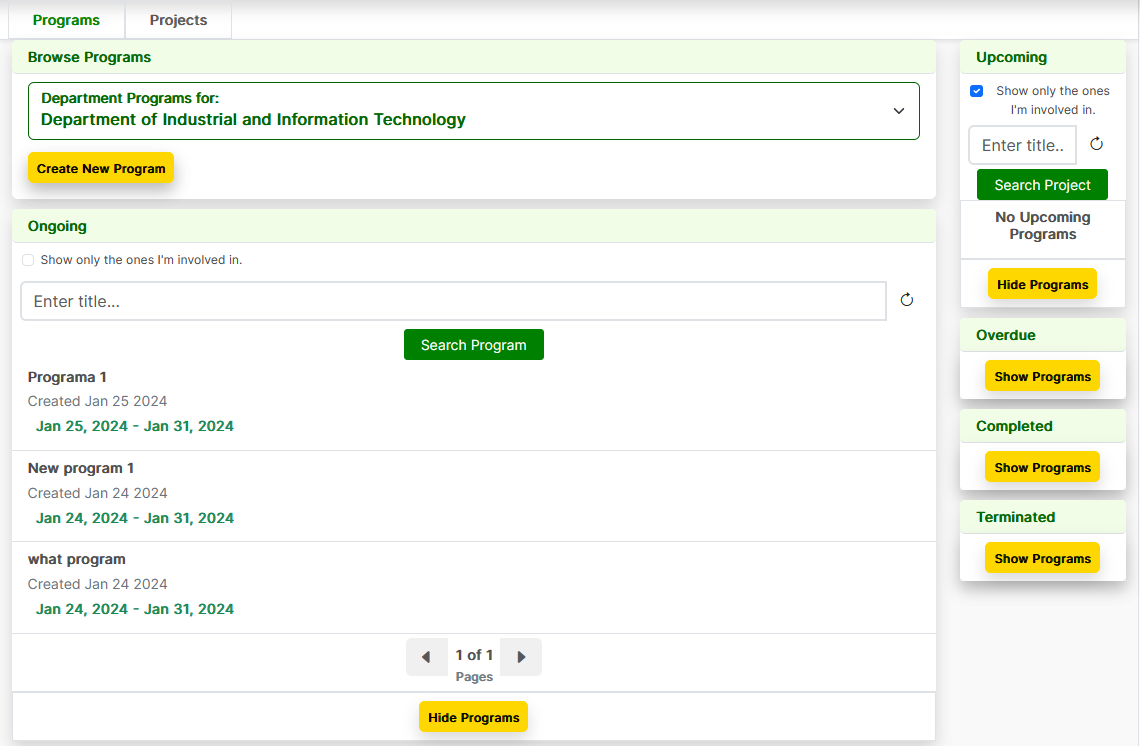 Programs
Projects
Browse Programs
Department Programs for:
Department of Industrial and Information Technology
Create New Program
Ongoing
Show only the ones I'm involved in.
Enter title...
Search Program
Programa 1
Created Jan 25 2024
Jan 25, 2024 - Jan 31, 2024
New program 1
Created Jan 24 2024
Jan 24, 2024 - Jan 31, 2024
what program
Created Jan 24 2024
Jan 24, 2024 - Jan 31, 2024
1 of 1
Pages
Hide Programs
Upcoming
Show only the ones
I'm involved in.
Enter title..
Search Project
No Upcoming
Programs
Hide Programs
Overdue
Show Programs
Completed
Show Programs
Terminated
Show Programs